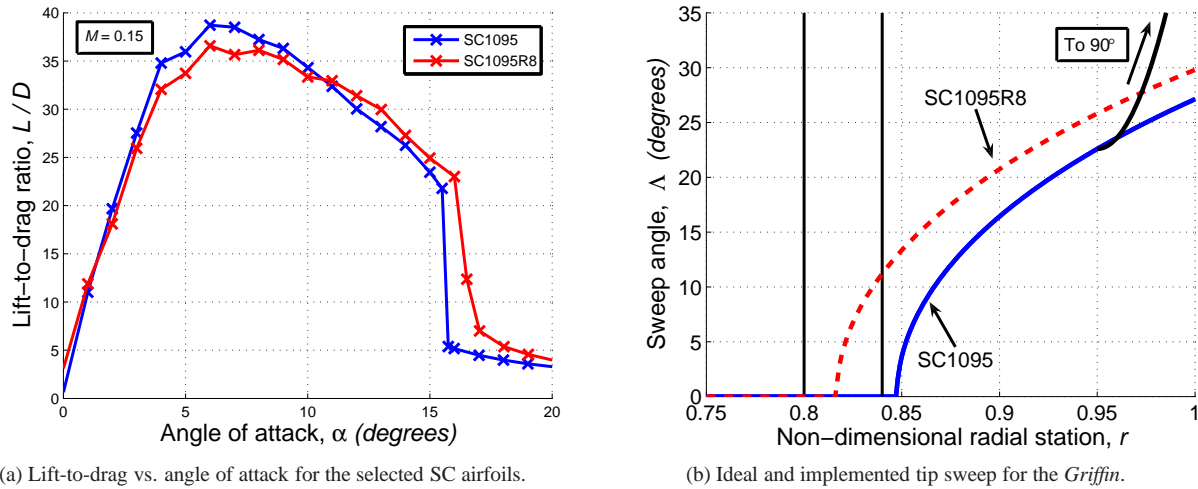 M = 0.15
SC1095
SC1095R8
40
35
30
25
20
15
10
5
0
0
5
10
15
20
Lift−to−drag ratio, L / D
Angle of attack, α (degrees)
(a) Lift-to-drag vs. angle of attack for the selected SC airfoils.
To 90°
SC1095R8
SC1095
35
30
25
20
15
10
5
0
0.75
0.8
0.85
0.9
0.95
1
Sweep angle, Λ (degrees)
Non−dimensional radial station, r
(b) Ideal and implemented tip sweep for the Griffin.